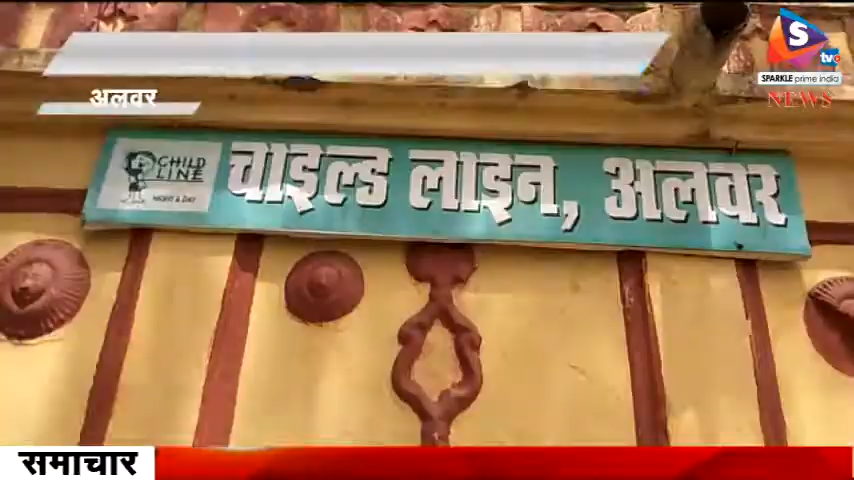 S
tv
SPARKLE prime india
NEWS
अलवर
CHILD
LINE
NIGHT & DAY
चाइल्ड लाइन, अलवर
समाचार